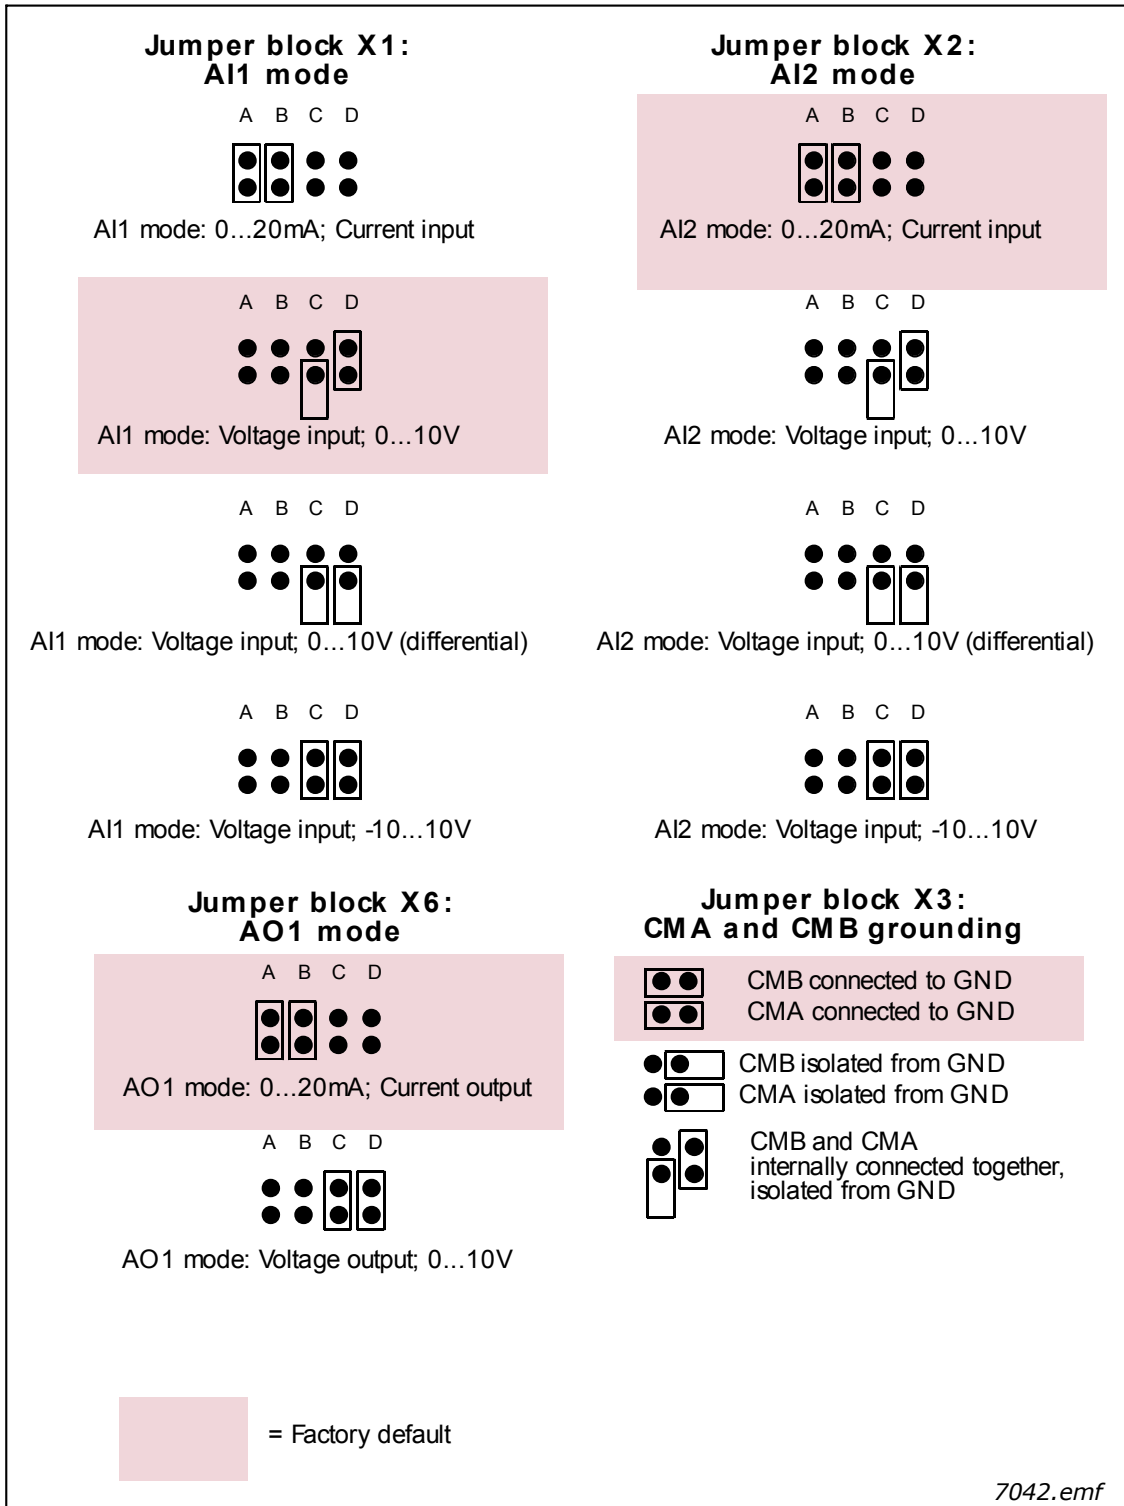 Jumper block X1:
AI1 mode
A B C D
AI1 mode: 0...20mA; Current input
A B C D
AI1 mode: Voltage input; 0...10V
A B C D
AI1 mode: Voltage input; 0...10V (differential)
A B C D
AI1 mode: Voltage input; -10...10V
Jumper block X2:
AI2 mode
A B C D
AI2 mode: 0...20mA; Current input
A B C D
AI2 mode: Voltage input; 0...10V
A B C D
AI2 mode: Voltage input; 0...10V (differential)
A B C D
AI2 mode: Voltage input; -10...10V
Jumper block X6:
AO1 mode
A B C D
AO1 mode: 0...20mA; Current output
A B C D
AO1 mode: Voltage output; 0...10V
Jumper block X3:
CMA and CMB grounding
CMB connected to GND
CMA connected to GND
CMB isolated from GND
CMA isolated from GND
CMB and CMA
internally connected together,
isolated from GND
= Factory default
7042.emf